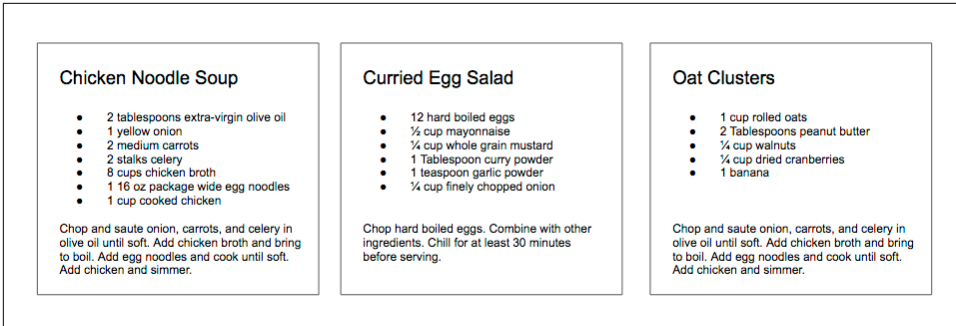 Chicken Noodle Soup
● 2 tablespoons extra-virgin olive oil
● 1 yellow onion
● 2 medium carrots
● 2 stalks celery
● 8 cups chicken broth
● 1 16 oz package wide egg noodles
● 1 cup cooked chicken
Chop and saute onion, carrots, and celery in
olive oil until soft. Add chicken broth and bring
to boil. Add egg noodles and cook until soft.
Add chicken and simmer.
Curried Egg Salad
● 12 hard boiled eggs
● ½ cup mayonnaise
● ¼ cup whole grain mustard
● 1 Tablespoon curry powder
● 1 teaspoon garlic powder
● ¼ cup finely chopped onion
Chop hard boiled eggs. Combine with other
ingredients. Chill for at least 30 minutes
before serving.
Oat Clusters
● 1 cup rolled oats
● 2 Tablespoons peanut butter
● ¼ cup walnuts
● ¼ cup dried cranberries
● 1 banana
Chop and saute onion, carrots, and celery in
olive oil until soft. Add chicken broth and bring
to boil. Add egg noodles and cook until soft.
Add chicken and simmer.